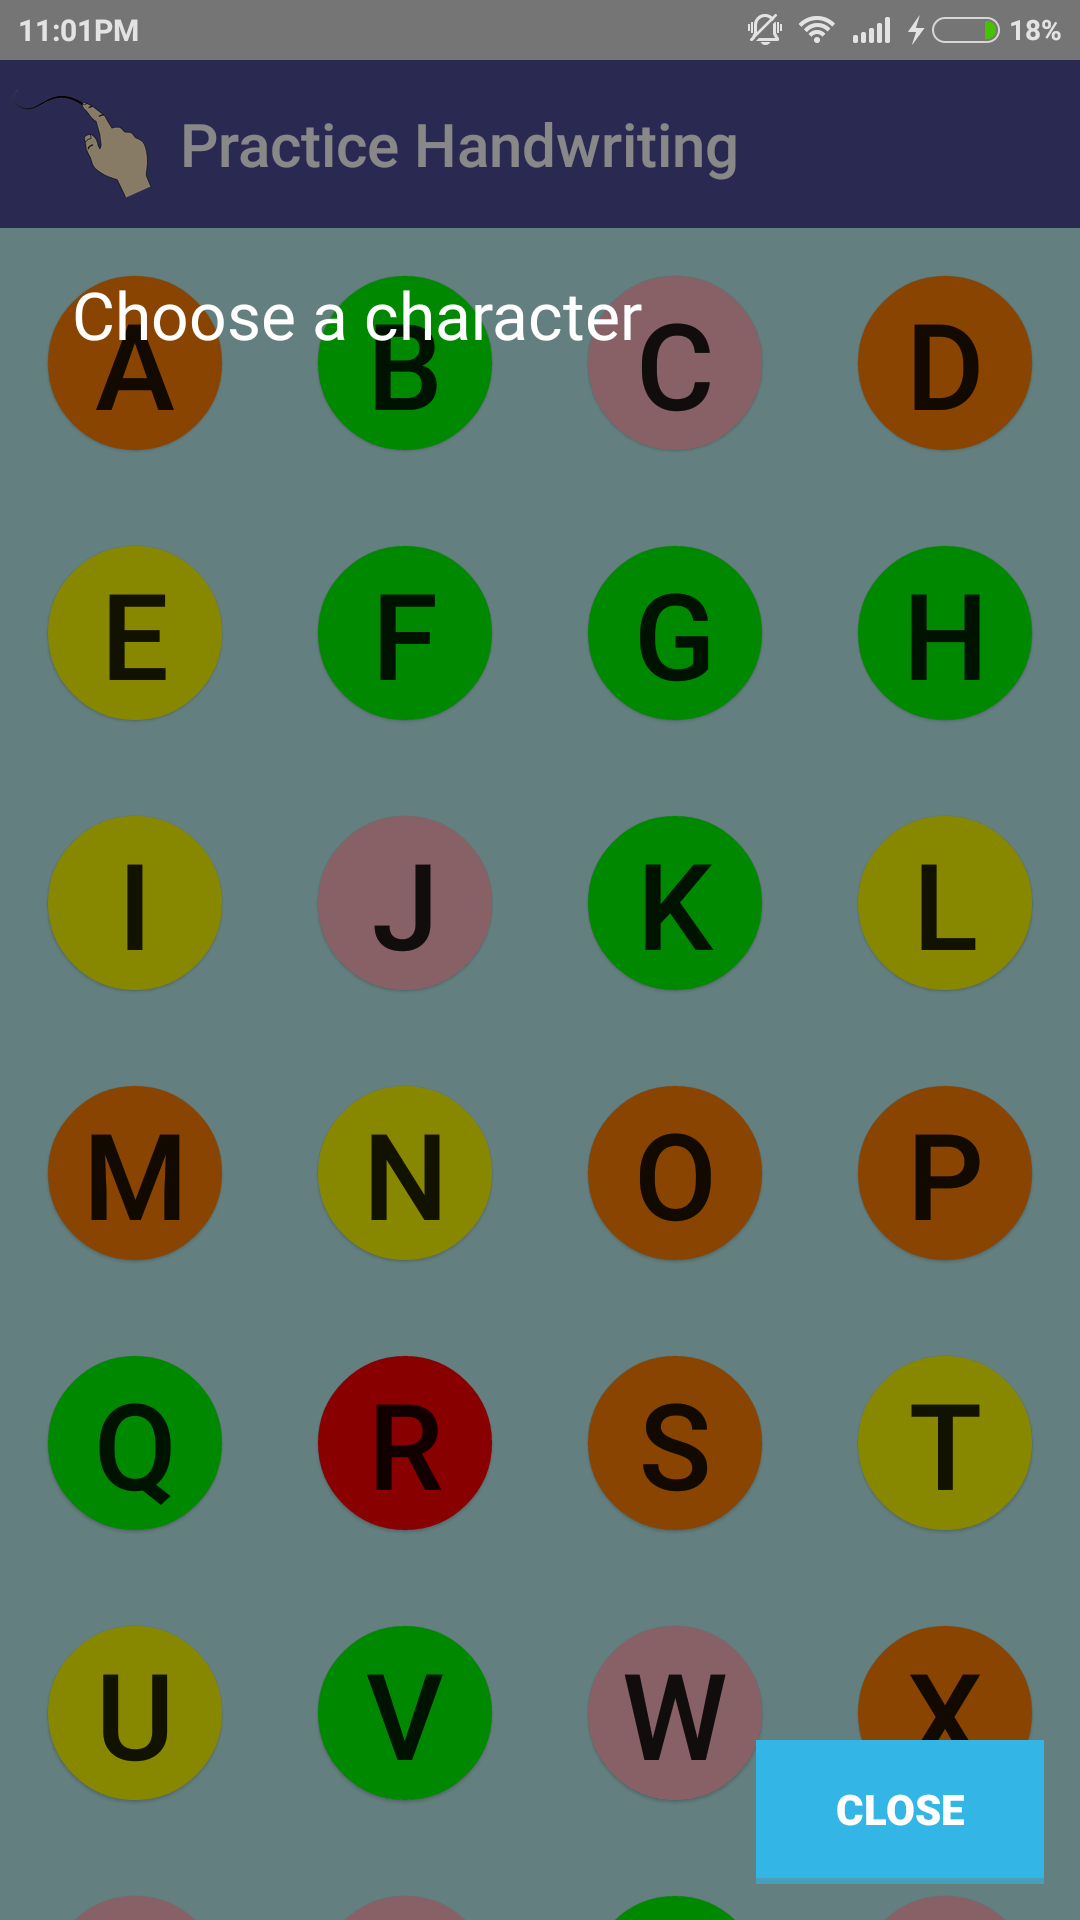 11:01PM 18%
Practice Handwriting
Choose a character
A B C D
E F G H
I J K L
M N O P
Q R S T
U V W X
CLOSE